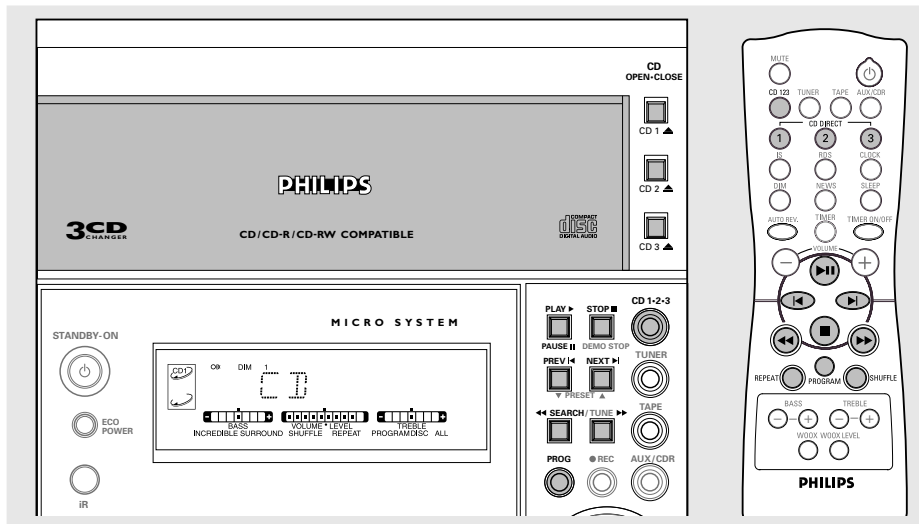 CD
OPEN•CLOSE
CD 1
CD 2
CD 3
PHILIPS
3CD
CHANGER
CD/CD-R/CD-RW COMPATIBLE
COMPACT
disc
DIGITAL AUDIO
MICRO SYSTEM
STANDBY-ON
ECO
POWER
iR
CD1
DIM
1
CD
BASS
VOLUME • LEVEL
TREBLE
INCREDIBLE SURROUND SHUFFLE REPEAT PROGRAM DISC ALL
PLAY
STOP
CD 1•2•3
PAUSE
DEMO STOP
PREV
NEXT
TUNER
PRESET
SEARCH/TUNE
TAPE
PROG
REC
AUX/CDR
MUTE
CD 123
TUNER
TAPE
AUX/CDR
CD DIRECT
1
2
3
IS
RDS
CLOCK
DIM
NEWS
SLEEP
AUTO REV.
TIMER
TIMER ON/OFF
VOLUME
REPEAT
PROGRAM
SHUFFLE
BASS
TREBLE
WOOX
WOOX LEVEL
PHILIPS